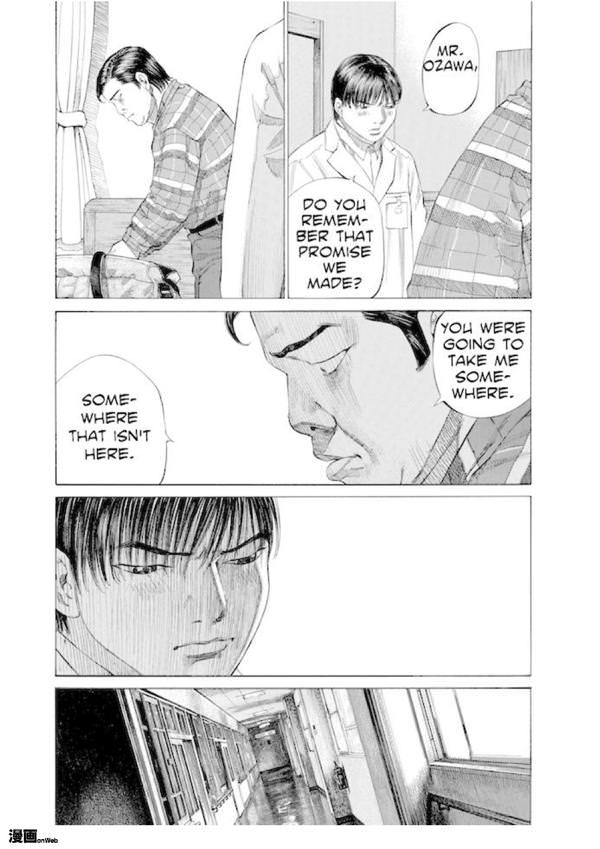 MR.
OZAWA,
DO YOU
REMEM-
BER THAT
PROMISE
WE
MADE?
YOU WERE
GOING TO
TAKE ME
SOME-
WHERE.
SOME-
WHERE
THAT ISN'T
HERE.
漫画onWeb